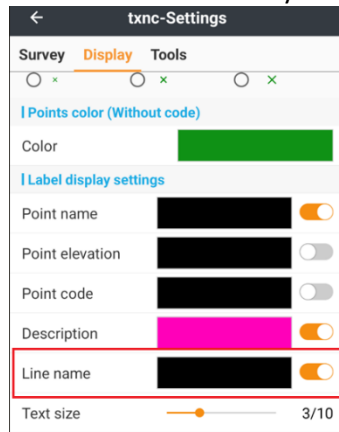 txnc-Settings
Survey Display Tools
Points color (Without code)
Color
Label display settings
Point name
Point elevation
Point code
Description
Line name
Text size 3/10